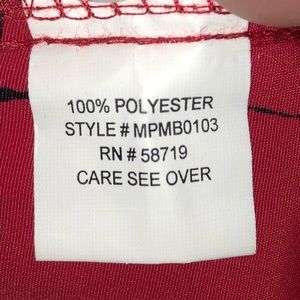 100% POLYESTER
STYLE # MPMB0103
RN # 58719
CARE SEE OVER